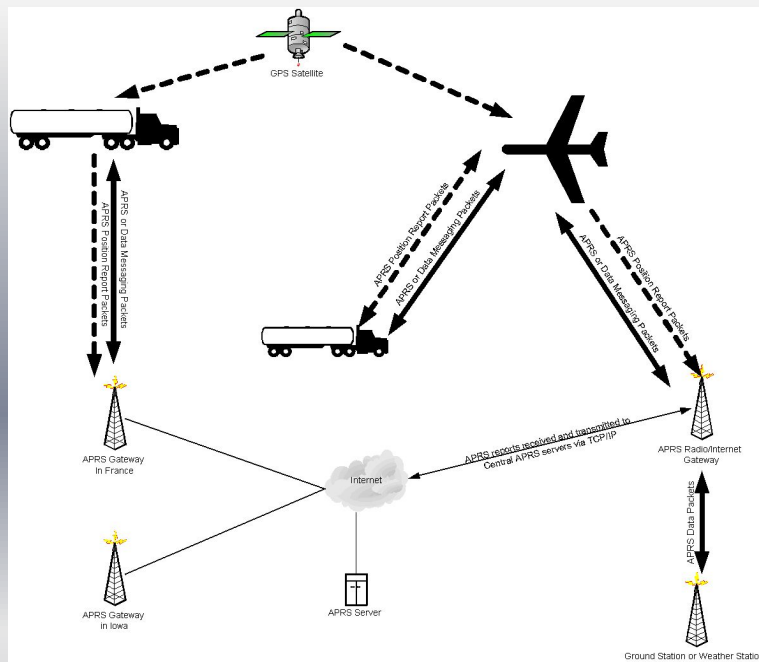 GPS Satellite
APRS Position Report Packets
APRS or Data Messaging Packets
APRS Position Report Packets
APRS or Data Messaging Packets
APRS Position Report Packets
APRS or Data Messaging Packets
APRS Gateway
In France
APRS reports received and transmitted to
Central APRS servers via TCP/IP
APRS Radio/Internet
Gateway
Internet
APRS Data Packets
APRS Gateway
in Iowa
APRS Server
Ground Station or Weather Statio